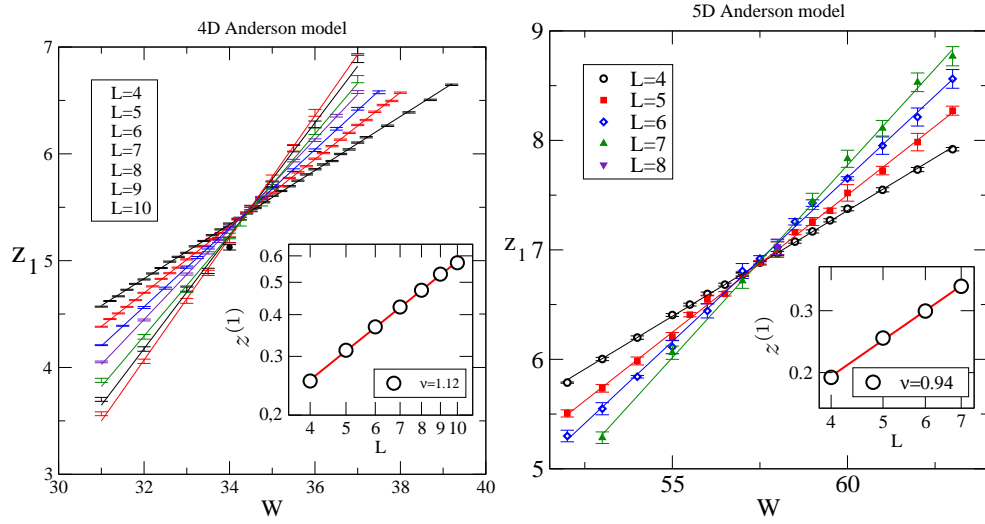 4D Anderson model
7
6
5
4
3
z1
L=4
L=5
L=6
L=7
L=8
L=9
L=10
0.6
0.5
0.4
0.3
0,2
z(1)
ν=1.12
4 5 6 7 8 9 10
L
30 32 34 36 38 40
W
5D Anderson model
9
8
7
6
5
z1
L=4
L=5
L=6
L=7
L=8
0.3
0.2
z(1)
ν=0.94
4 5 6 7
L
55 60
W